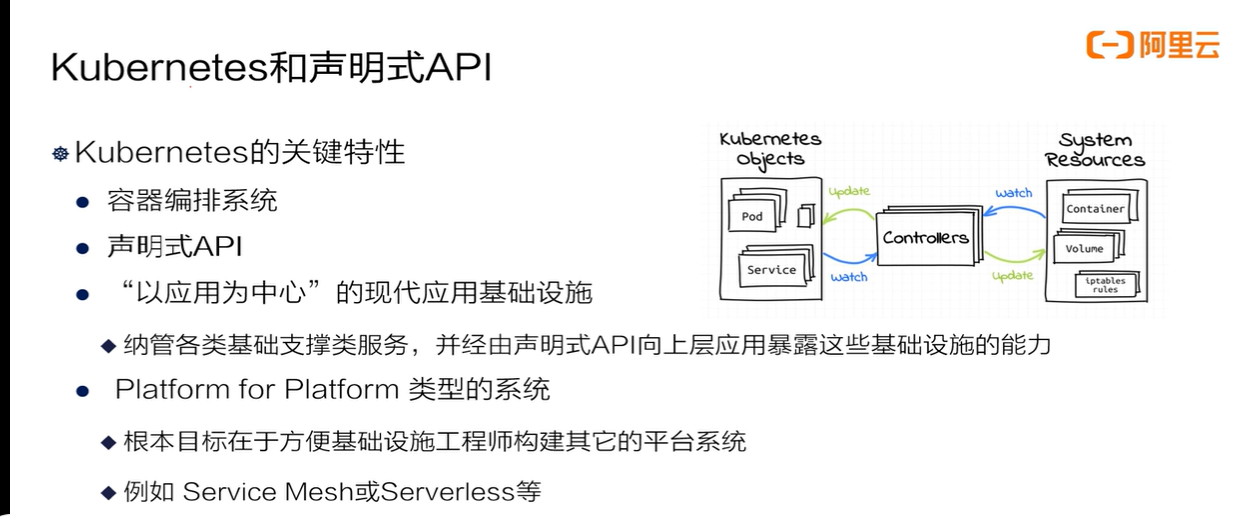 Kubernetes和声明式API
阿里云
Kubernetes的关键特性
容器编排系统
声明式API
“以应用为中心”的现代应用基础设施
纳管各类基础支撑类服务，并经由声明式API向上层应用暴露这些基础设施的能力
Platform for Platform 类型的系统
根本目标在于方便基础设施工程师构建其它的平台系统
例如 Service Mesh或Serverless等
Kubernetes
Objects
Pod
Service
Update
Watch
Controllers
Watch
Update
System
Resources
Container
Volume
iptables
rules